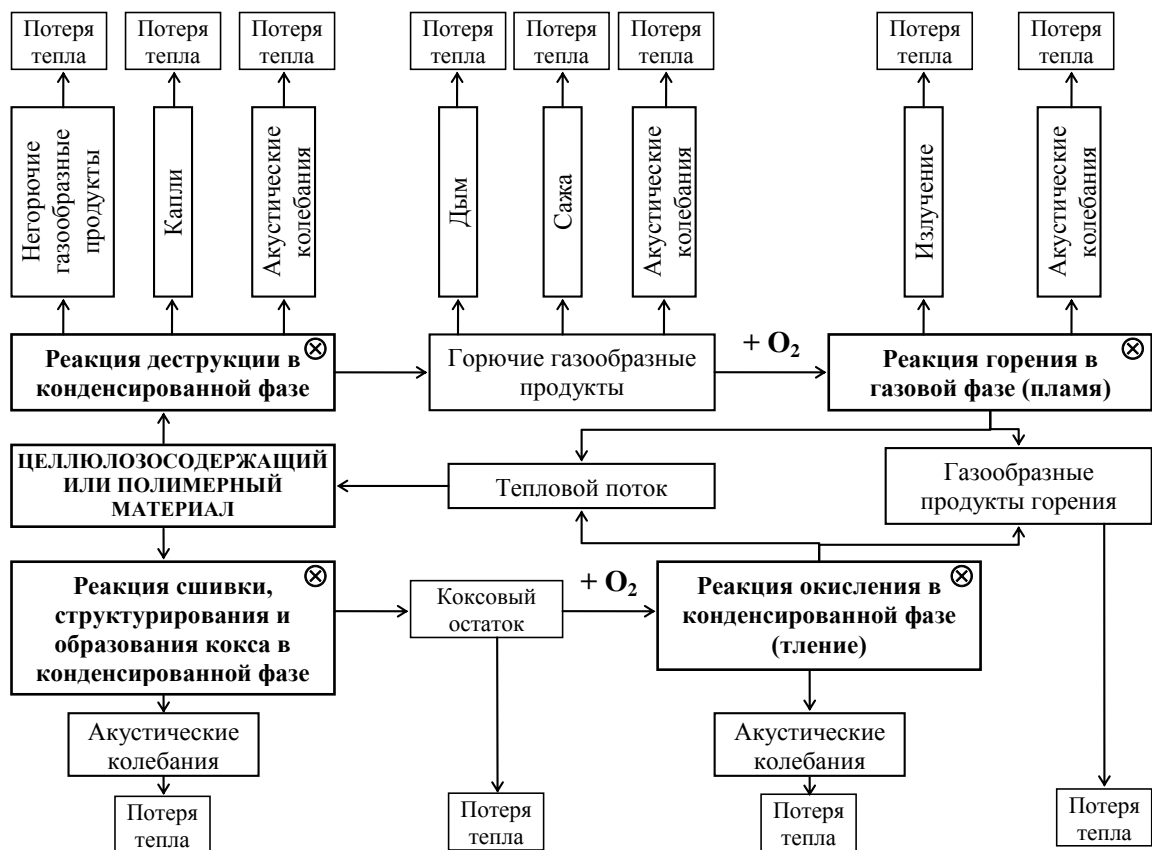 Потеря
тепла
Потеря
тепла
Потеря
тепла
Потеря
тепла
Потеря
тепла
Потеря
тепла
Потеря
тепла
Потеря
тепла
Негорючие
газообразные
продукты
Капли
Акустические
колебания
Дым
Сажа
Акустические
колебания
Излучение
Акустические
колебания
Реакция деструкции в
конденсированной фазе
Горючие газообразные
продукты
+ O₂
Реакция горения в
газовой фазе (пламя)
ЦЕЛЛЮЛОЗОСОДЕРЖАЩИЙ
ИЛИ ПОЛИМЕРНЫЙ
МАТЕРИАЛ
Тепловой поток
Газообразные
продукты горения
Реакция сшивки,
структурирования и
образования кокса в
конденсированной фазе
Коксовый
остаток
+ O₂
Реакция окисления в
конденсированной фазе
(тление)
Акустические
колебания
Акустические
колебания
Потеря
тепла
Потеря
тепла
Потеря
тепла
Потеря
тепла